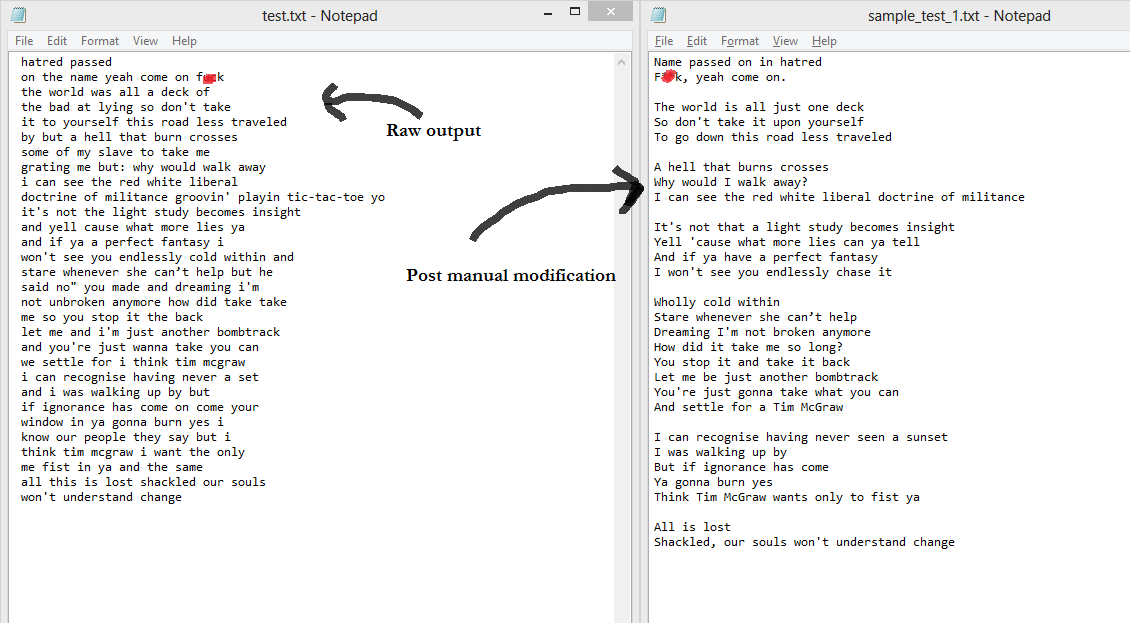 test.txt - Notepad
File Edit Format View Help
hatred passed
on the name yeah come on f k
the world was all a deck of
the bad at lying so don't take
it to yourself this road less traveled
by but a hell that burn crosses
some of my slave to take me
grating me but: why would walk away
i can see the red white liberal
doctrine of militance groovin' playin tic-tac-toe yo
it's not the light study becomes insight
and yell cause what more lies ya
and if ya a perfect fantasy i
won't see you endlessly cold within and
stare whenever she can’t help but he
said no" you made and dreaming i'm
not unbroken anymore how did take take
me so you stop it the back
let me and i'm just another bombtrack
and you're just wanna take you can
we settle for i think tim mcgraw
i can recognise having never a set
and i was walking up by but
if ignorance has come on come your
window in ya gonna burn yes i
know our people they say but i
think tim mcgraw i want the only
me fist in ya and the same
all this is lost shackled our souls
won't understand change
Raw output
Post manual modification
sample_test_1.txt - Notepad
File Edit Format View Help
Name passed on in hatred
F k, yeah come on.
The world is all just one deck
So don't take it upon yourself
To go down this road less traveled
A hell that burns crosses
Why would I walk away?
I can see the red white liberal doctrine of militance
It's not that a light study becomes insight
Yell 'cause what more lies can ya tell
And if ya have a perfect fantasy
I won't see you endlessly chase it
Wholly cold within
Stare whenever she can’t help
Dreaming I'm not broken anymore
How did it take me so long?
You stop it and take it back
Let me be just another bombtrack
You're just gonna take what you can
And settle for a Tim McGraw
I can recognise having never seen a sunset
I was walking up by
But if ignorance has come
Ya gonna burn yes
Think Tim McGraw wants only to fist ya
All is lost
Shackled, our souls won't understand change